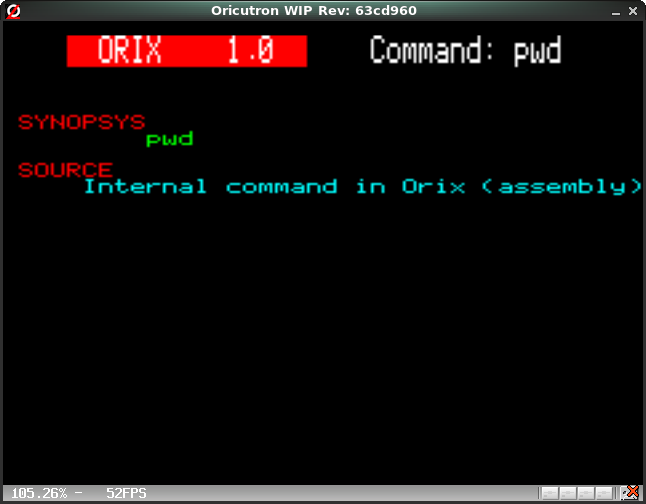 Oricutron WIP Rev: 63cd960
ORIX 1.0 Command: pwd
SYNOPSYS
pwd
SOURCE
Internal command in Orix (assembly)
105.26% - 52FPS